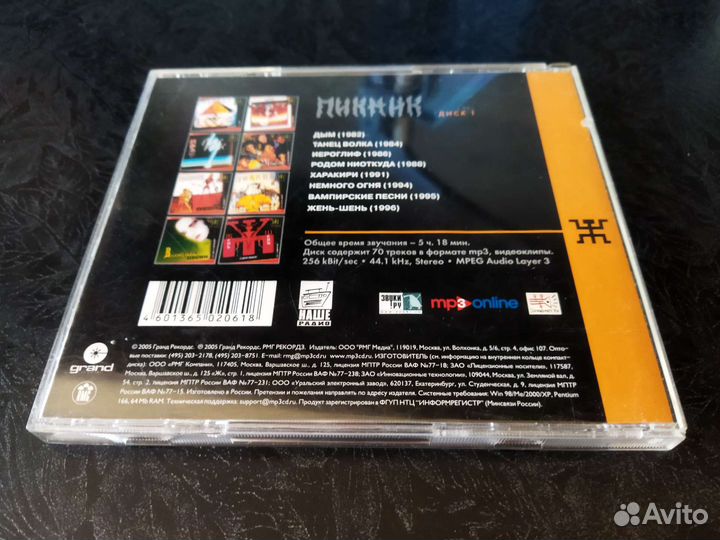 ПИКНИК
ДИСК 1
ДЫМ (1982)
ТАНЕЦ ВОЛКА (1984)
ИЕРОГЛИФ (1986)
РОДОМ НИОТКУДА (1988)
ХАРАКИРИ (1991)
НЕМНОГО ОГНЯ (1994)
ВАМПИРСКИЕ ПЕСНИ (1995)
ЖЕНЬ-ШЕНЬ (1996)
Общее время звучания – 5 ч. 18 мин.
Диск содержит 70 треков в формате mp3, видеоклипы.
256 kBit/sec • 44.1 kHz, Stereo • MPEG Audio Layer 3
4601365020618
НАШЕ
РАДИО
ЗВУКИ РУ
mp3online
grand
© 2005 Гранд Рекордс. ℗ 2005 Гранд Рекордс, РМГ РЕКОРДЗ. Издатель: ООО "РМГ Медиа", 119019, Москва, ул. Волхонка, д. 5/6, стр. 4, офис 107. Опто-
вые поставки: (495) 203-2178, (495) 203-8751. E-mail: rmg@mp3cd.ru www.mp3cd.ru. ИЗГОТОВИТЕЛЬ (см. информацию на внутреннем кольце компакт-
диска): ООО «РМГ Компани», 117405, Москва, Варшавское ш., д. 125, лицензия МПТР России ВАФ №77-18; ЗАО «Лицензионные носители», 117587,
Москва, Варшавское ш., д. 125 «Ж», стр. 1, лицензия МПТР России ВАФ №77-238; ЗАО «Инновационные технологии», 109044, Москва, ул. Земляной вал, д.
54, стр. 2, лицензия МПТР России ВАФ №77-231; ООО «Уральский электронный завод», 620137, Екатеринбург, ул. Студенческая, д. 9, лицензия МПТР
России ВАФ №77-15. Изготовлено в России. Претензии и пожелания направлять по адресу издателя. Системные требования: Win 98/Me/2000/XP, Pentium
166, 64 Mb RAM. Техническая поддержка: support@mp3cd.ru. Продукт зарегистрирован в ФГУП НТЦ "ИНФОРМРЕГИСТР" (Минсвязи России).
Avito